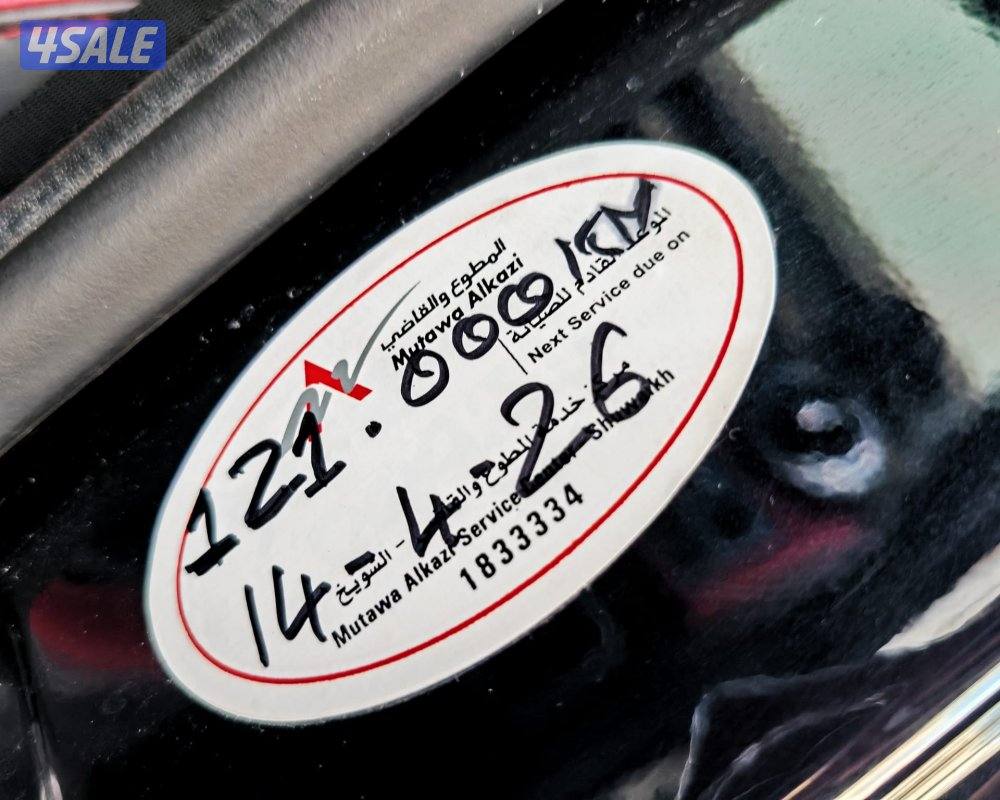 4SALE
المطوع والقاضي
Mutawa Alkazi
الموعد القادم للصيانة
Next Service due on
121.000/KM
14-4-26
مركز خدمة المطوع والقاضي - الشويخ
Mutawa Alkazi Service Center - Shuwaikh
1833334